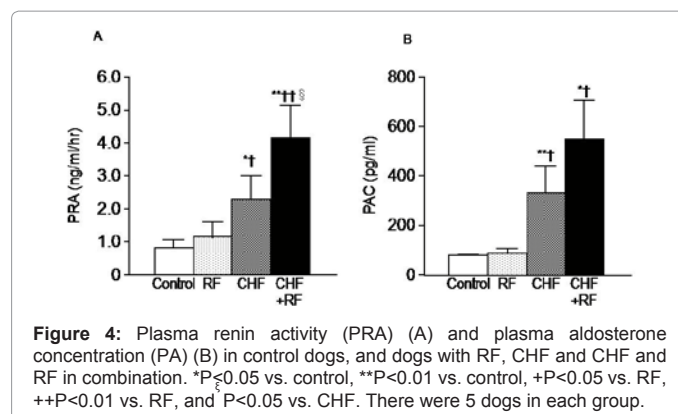 A
B
6.0
5.0
4.0
3.0
2.0
1.0
0
PRA (ng/ml/hr)
*†
**††§
Control RF CHF CHF
+RF
800
600
400
200
0
PAC (pg/ml)
**†
*†
Control RF CHF CHF
+RF
Figure 4: Plasma renin activity (PRA) (A) and plasma aldosterone
concentration (PA) (B) in control dogs, and dogs with RF, CHF and CHF and
RF in combination. *P<0.05 vs. control, **P<0.01 vs. control, +P<0.05 vs. RF,
++P<0.01 vs. RF, and ξP<0.05 vs. CHF. There were 5 dogs in each group.